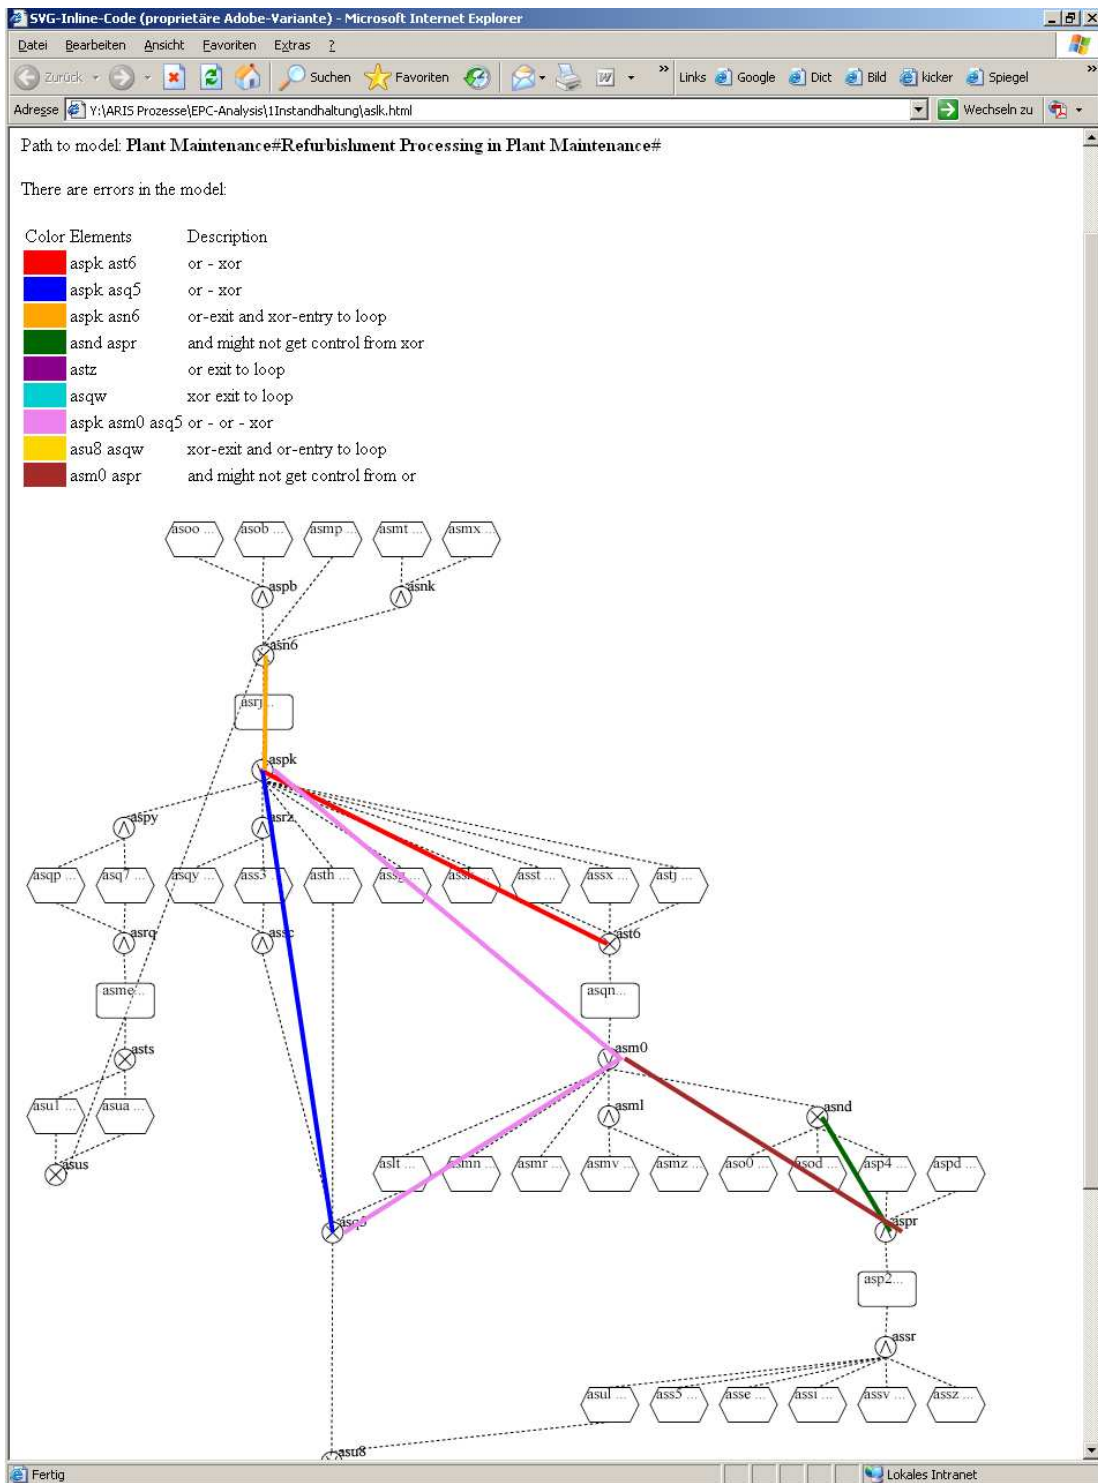 SVG-Inline-Code (proprietäre Adobe-Variante) - Microsoft Internet Explorer
Datei Bearbeiten Ansicht Favoriten Extras ?
Zurück Suchen Favoriten » Links Google Dict Bild kicker Spiegel »
Adresse Y:\ARIS Prozesse\EPC-Analysis\1Instandhaltung\aslk.html Wechseln zu
Path to model: Plant Maintenance#Refurbishment Processing in Plant Maintenance#
There are errors in the model:
Color Elements Description
aspk ast6 or - xor
aspk asq5 or - xor
aspk asn6 or-exit and xor-entry to loop
asnd aspr and might not get control from xor
astz or exit to loop
asqw xor exit to loop
aspk asm0 asq5 or - or - xor
asu8 asqw xor-exit and or-entry to loop
asm0 aspr and might not get control from or
asoo ... asob ... asmp ... asmt ... asmx ...
aspb asnk
asn6
asrj...
aspk
aspy asrz
asqp ... asq7 ... asqv ... ass3 ... asth ... assg ... asst ... assx ... astj ...
asrq assc ast6
asme... asqn...
asts asm0
asu1 ... asua ... asml asnd
asus aslt ... asmn ... asmr ... asmv ... asmz ... aso0 ... asod ... asp4 ... aspd ...
asq5 aspr
asp2...
assr
asul ... ass5 ... asse ... assi ... assv ... assz ...
asu8
Fertig Lokales Intranet